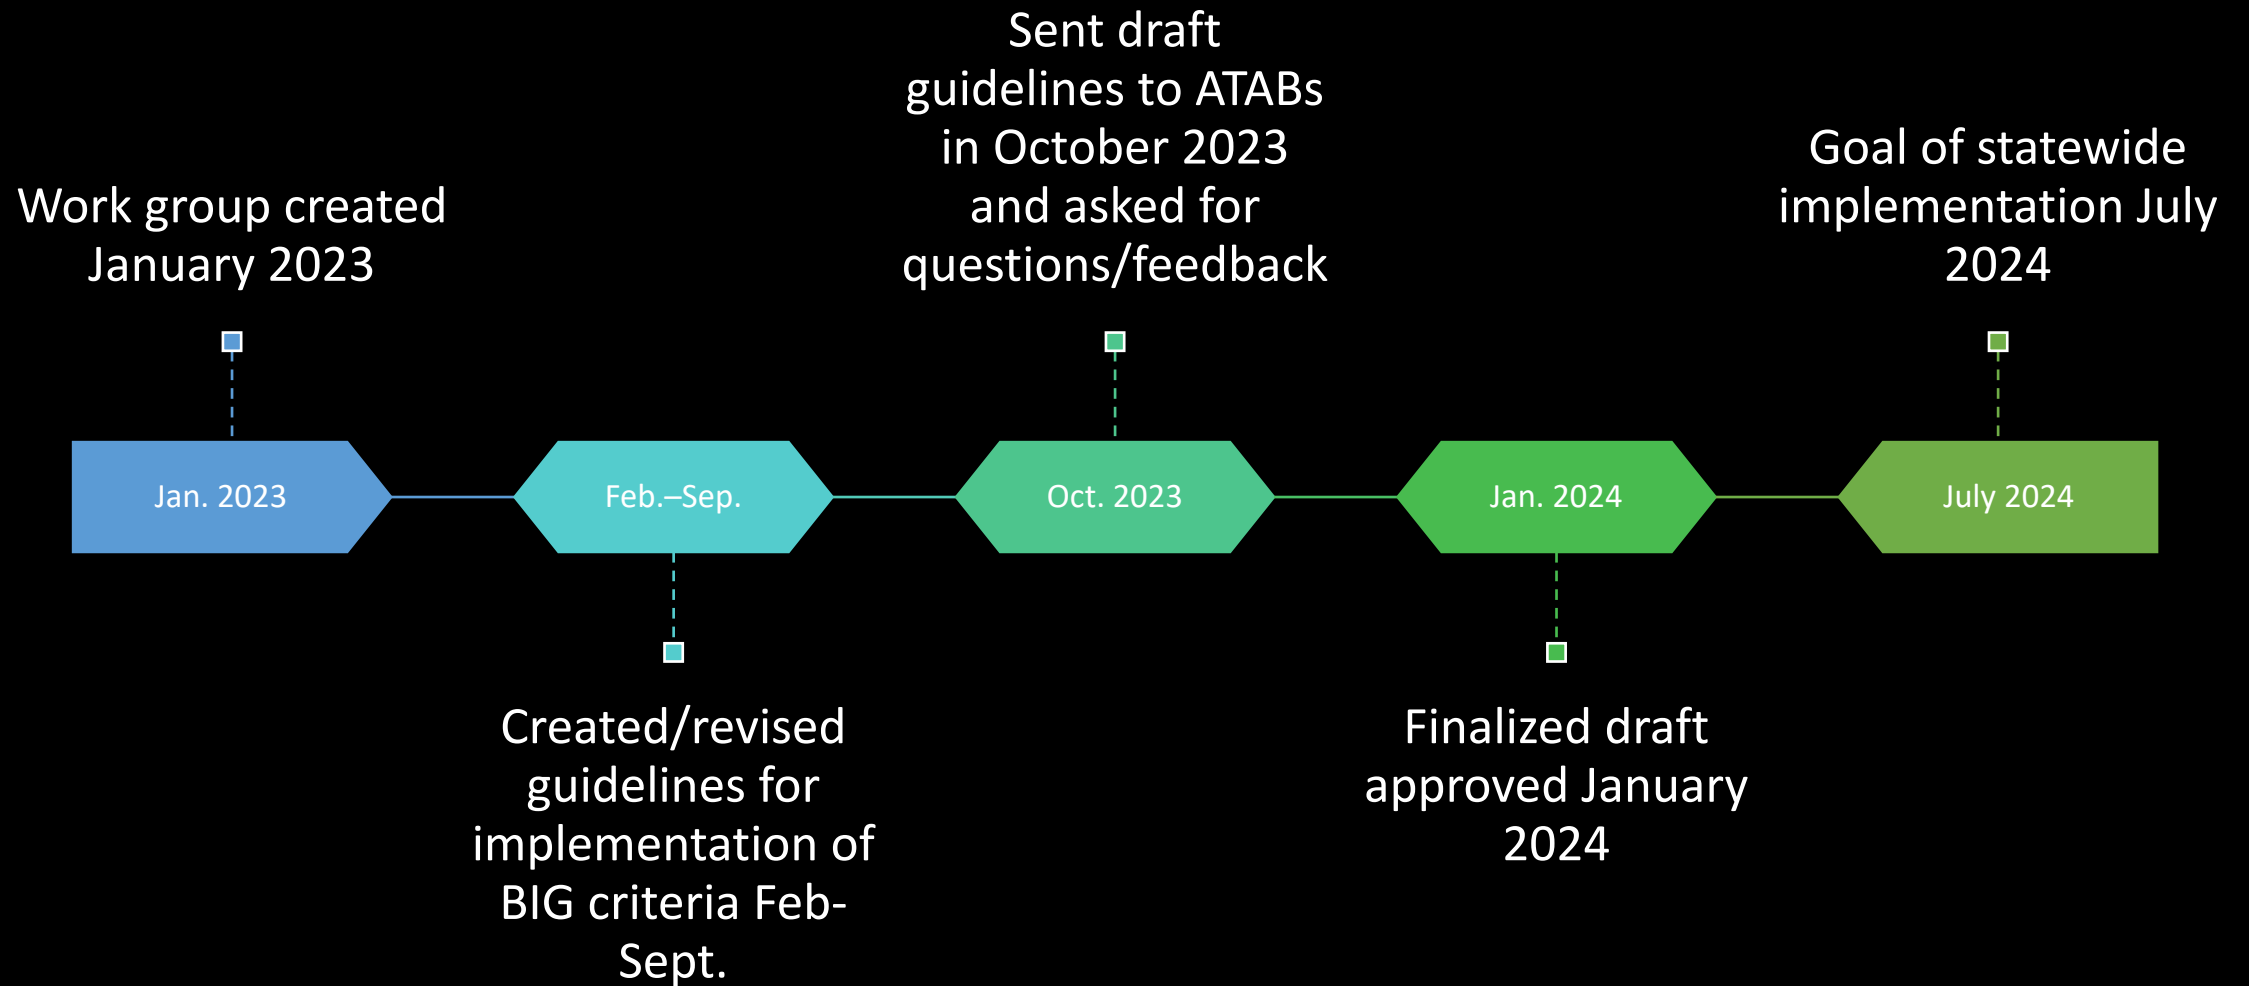 Work group created
January 2023
Sent draft
guidelines to ATABs
in October 2023
and asked for
questions/feedback
Goal of statewide
implementation July
2024
Jan. 2023
Feb.–Sep.
Oct. 2023
Jan. 2024
July 2024
Created/revised
guidelines for
implementation of
BIG criteria Feb-
Sept.
Finalized draft
approved January
2024